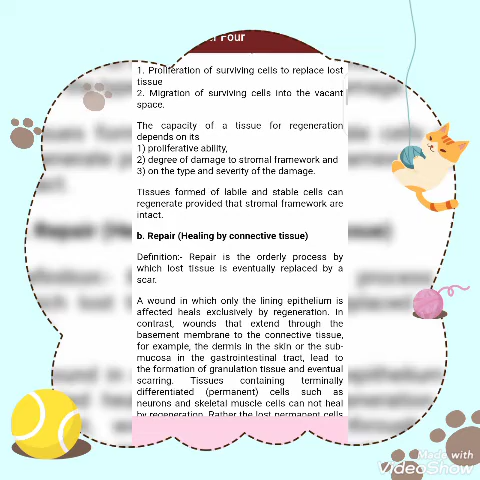 Four
1. Proliferation of surviving cells to replace lost
tissue
2. Migration of surviving cells into the vacant
space.
The capacity of a tissue for regeneration
depends on its
1) proliferative ability,
2) degree of damage to stromal framework and
3) on the type and severity of the damage.
Tissues formed of labile and stable cells can
regenerate provided that stromal framework are
intact.
b. Repair (Healing by connective tissue)
Definition:- Repair is the orderly process by
which lost tissue is eventually replaced by a
scar.
A wound in which only the lining epithelium is
affected heals exclusively by regeneration. In
contrast, wounds that extend through the
basement membrane to the connective tissue,
for example, the dermis in the skin or the sub-
mucosa in the gastrointestinal tract, lead to
the formation of granulation tissue and eventual
scarring. Tissues containing terminally
differentiated (permanent) cells such as
neurons and skeletal muscle cells can not heal
by regeneration. Rather the lost permanent cells
Made with
VideoShow